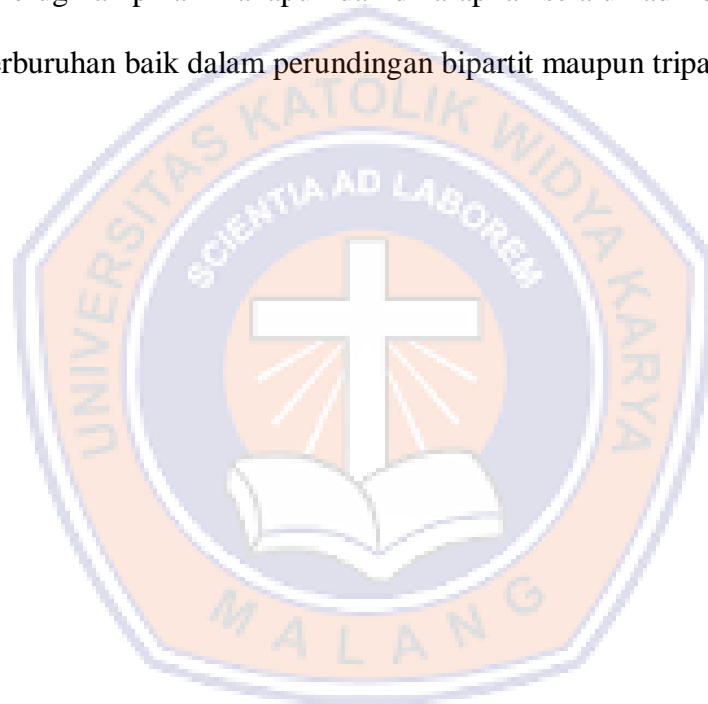 erburuhan baik dalam perundingan bipartit maupun tripa
UNIVERSITAS KATOLIK WIDYA KARYA
SCIENTIA AD LABOREM
MALANG